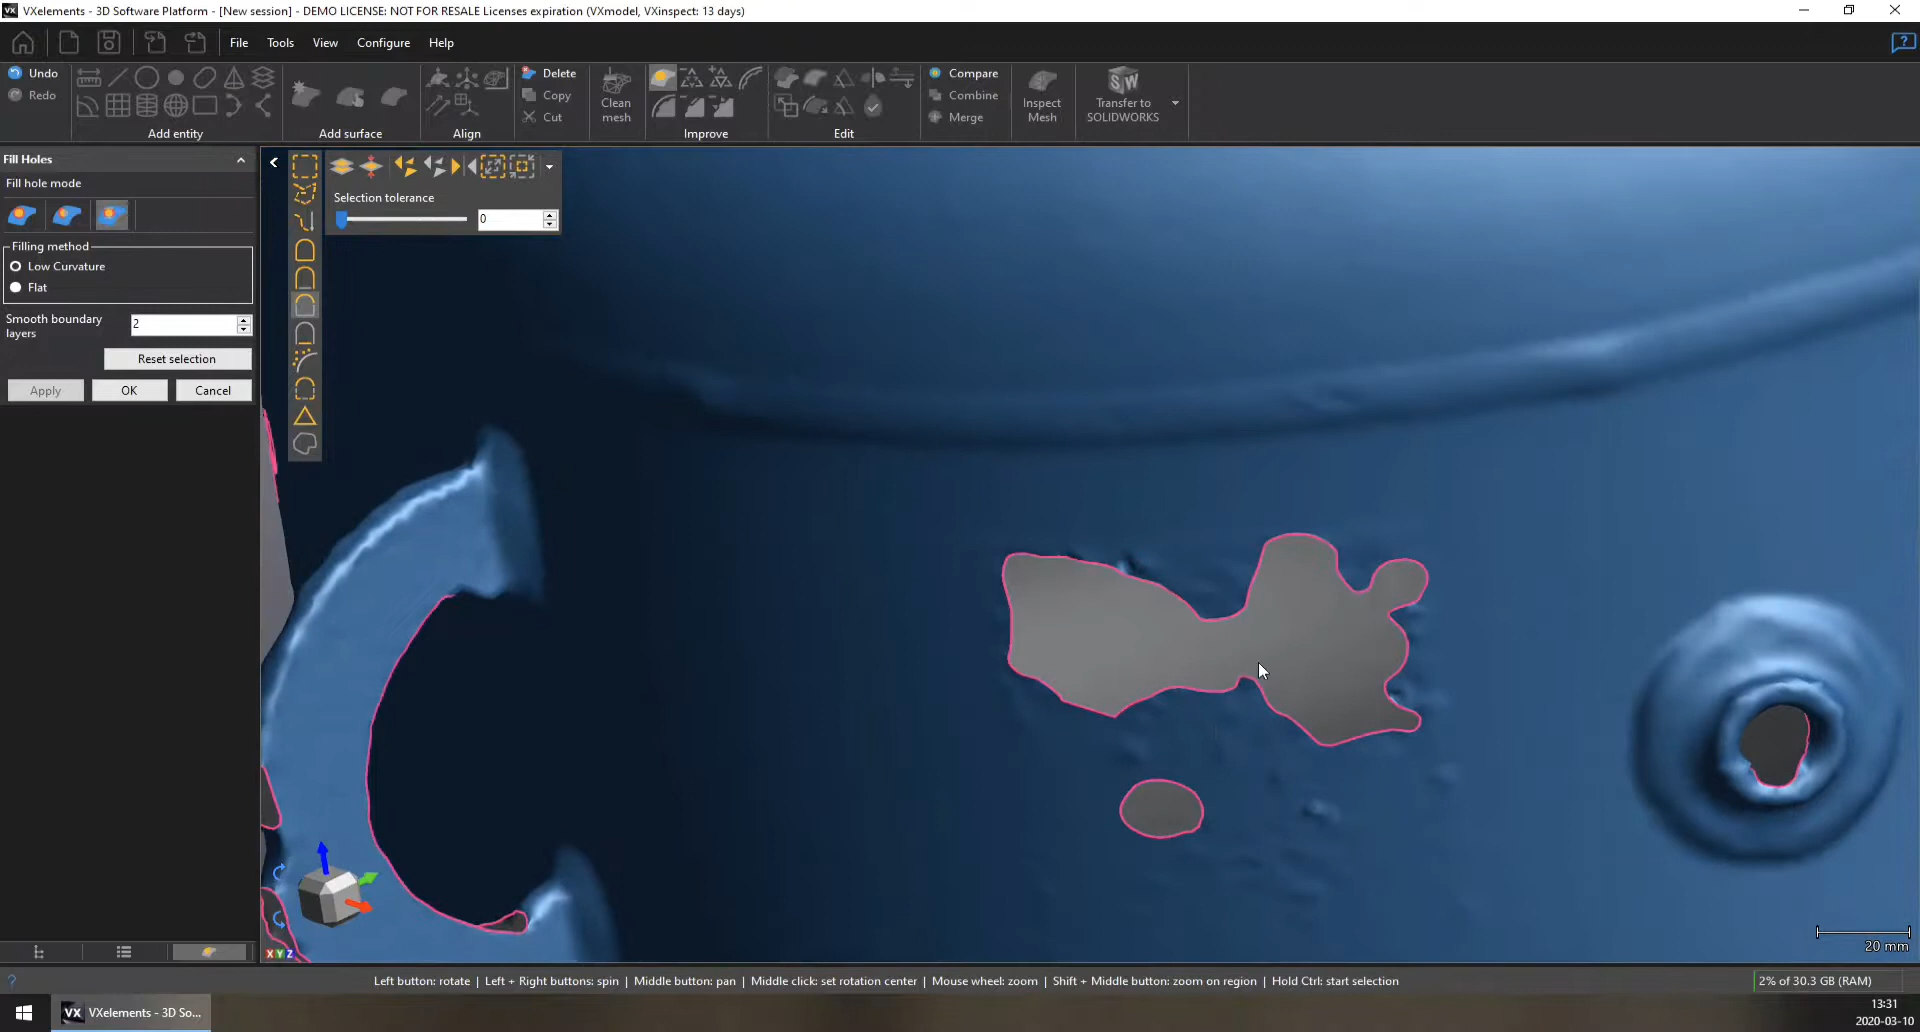 VX VXelements - 3D Software Platform - [New session] - DEMO LICENSE: NOT FOR RESALE Licenses expiration (VXmodel, VXinspect: 13 days)
File Tools View Configure Help
Undo
Redo
Add entity
Add surface
Align
Delete
Copy
Cut
Clean
mesh
Improve
Edit
Compare
Combine
Merge
Inspect
Mesh
SW
Transfer to
SOLIDWORKS
Fill Holes
Fill hole mode
Filling method
Low Curvature
Flat
Smooth boundary
layers
2
Reset selection
Apply OK Cancel
Selection tolerance
0
X Y Z
20 mm
Left button: rotate | Left + Right buttons: spin | Middle button: pan | Middle click: set rotation center | Mouse wheel: zoom | Shift + Middle button: zoom on region | Hold Ctrl: start selection
2% of 30.3 GB (RAM)
VX VXelements - 3D So...
13:31
2020-03-10